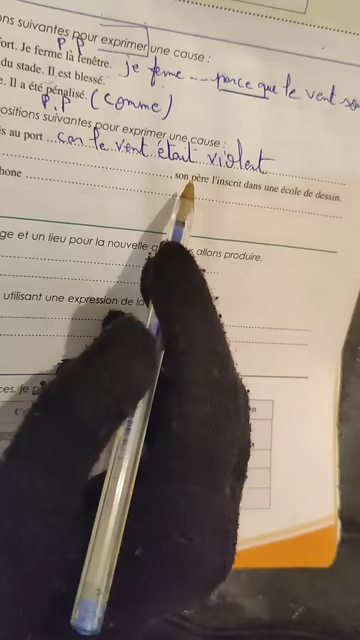 ons suivantes pour exprimer une cause :
P, P
fort. Je ferme la fenêtre. je ferme ... parce que le vent
du stade. Il est blessé.
e. Il a été pénalisé. (comme)
P, P
positions suivantes pour exprimer une cause :
is au port ... car le vent était violent
......, son père l'inscrit dans une école de dessin.
hone
ge et un lieu pour la nouvelle allons produire.
utilisant une expression de
ces, je